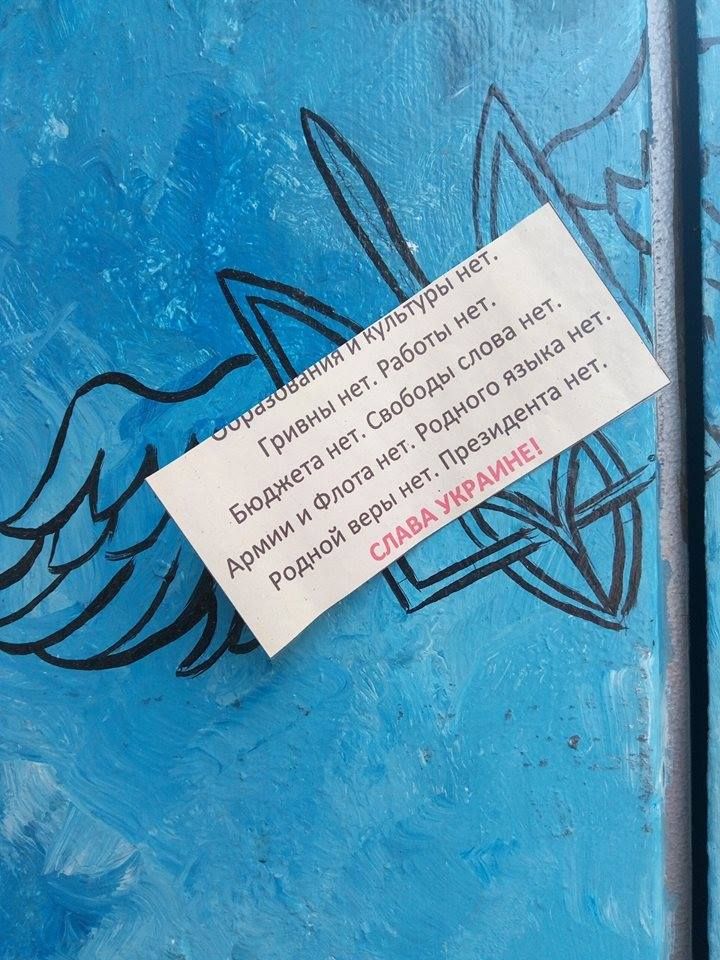 Образования и культуры нет.
Гривны нет. Работы нет.
Бюджета нет. Свободы слова нет.
Армии и Флота нет. Родного языка нет.
Родной веры нет. Президента нет.
СЛАВА УКРАИНЕ!